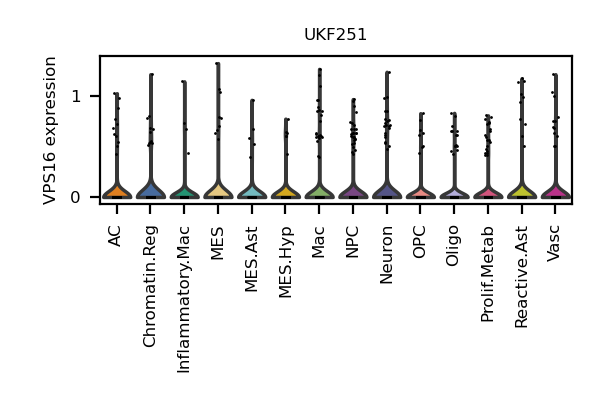 UKF251
VPS16 expression
1
0
AC
Chromatin.Reg
Inflammatory.Mac
MES
MES.Ast
MES.Hyp
Mac
NPC
Neuron
OPC
Oligo
Prolif.Metab
Reactive.Ast
Vasc